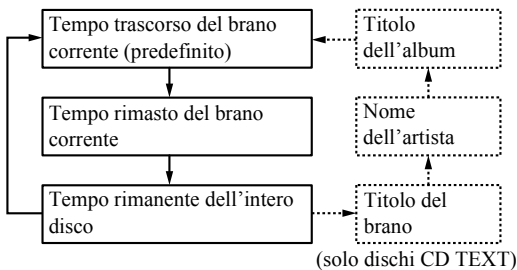 Tempo trascorso del brano
corrente (predefinito)
Tempo rimasto del brano
corrente
Tempo rimanente dell'intero
disco
Titolo
dell'album
Nome
dell'artista
Titolo del
brano
(solo dischi CD TEXT)